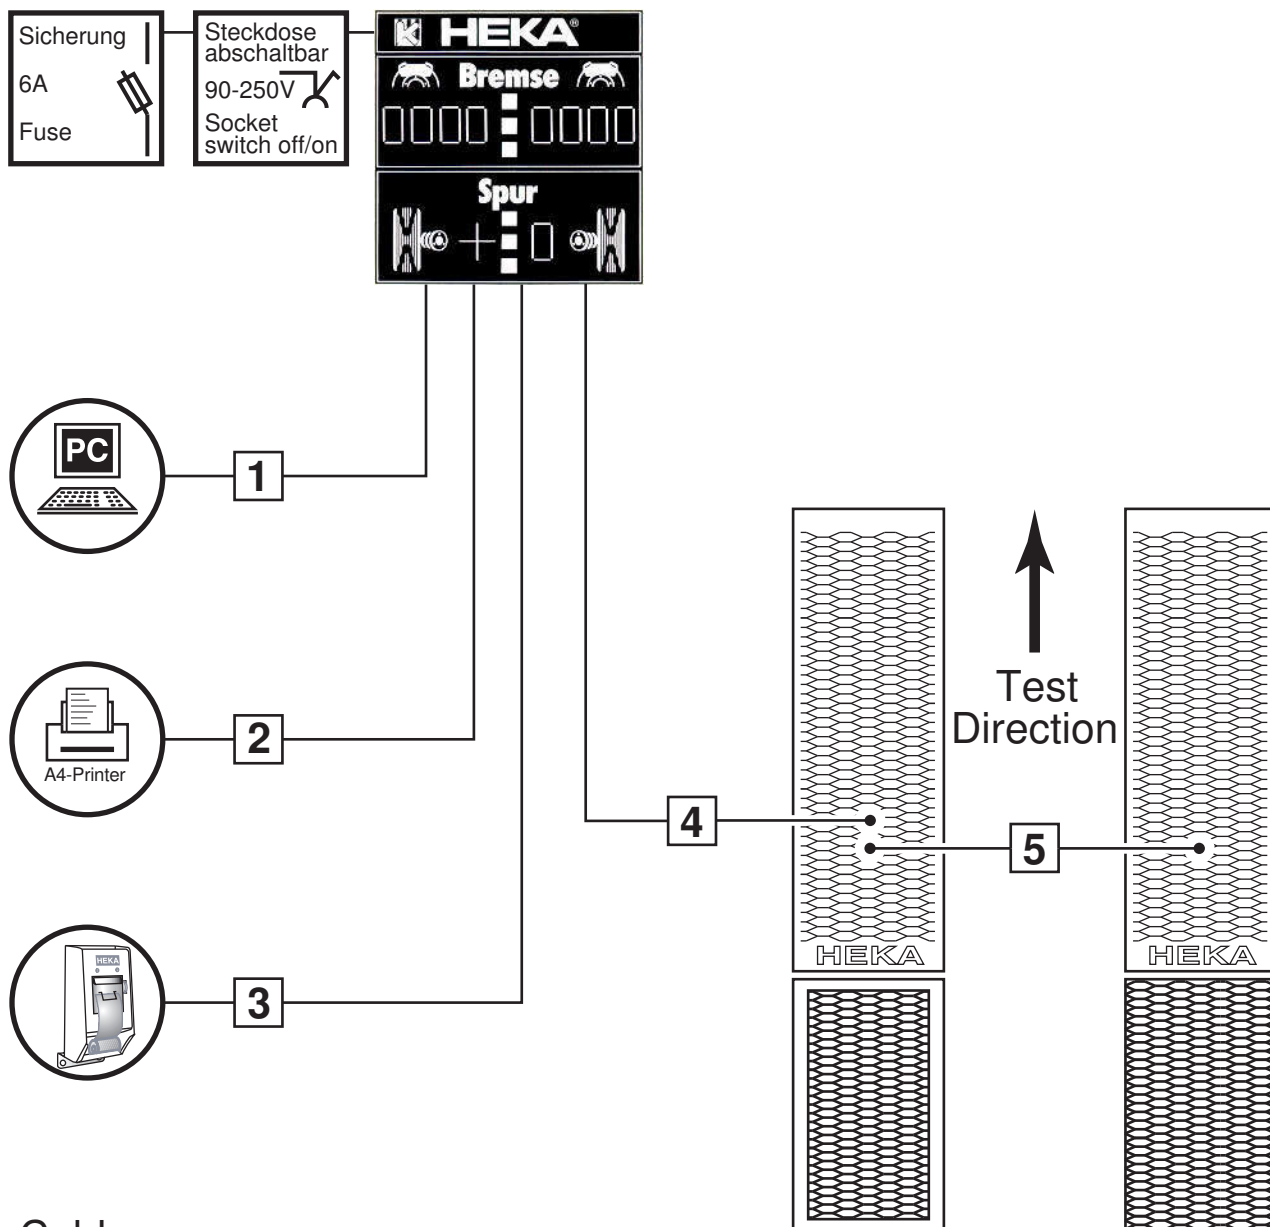 Sicherung
6A
Fuse
Steckdose
abschaltbar
90-250V
Socket
switch off/on
HEKA®
Bremse
0000 0000
Spur
+ 0
PC
1
A4-Printer
2
HEKA
3
Test
Direction
4
5
HEKA
HEKA